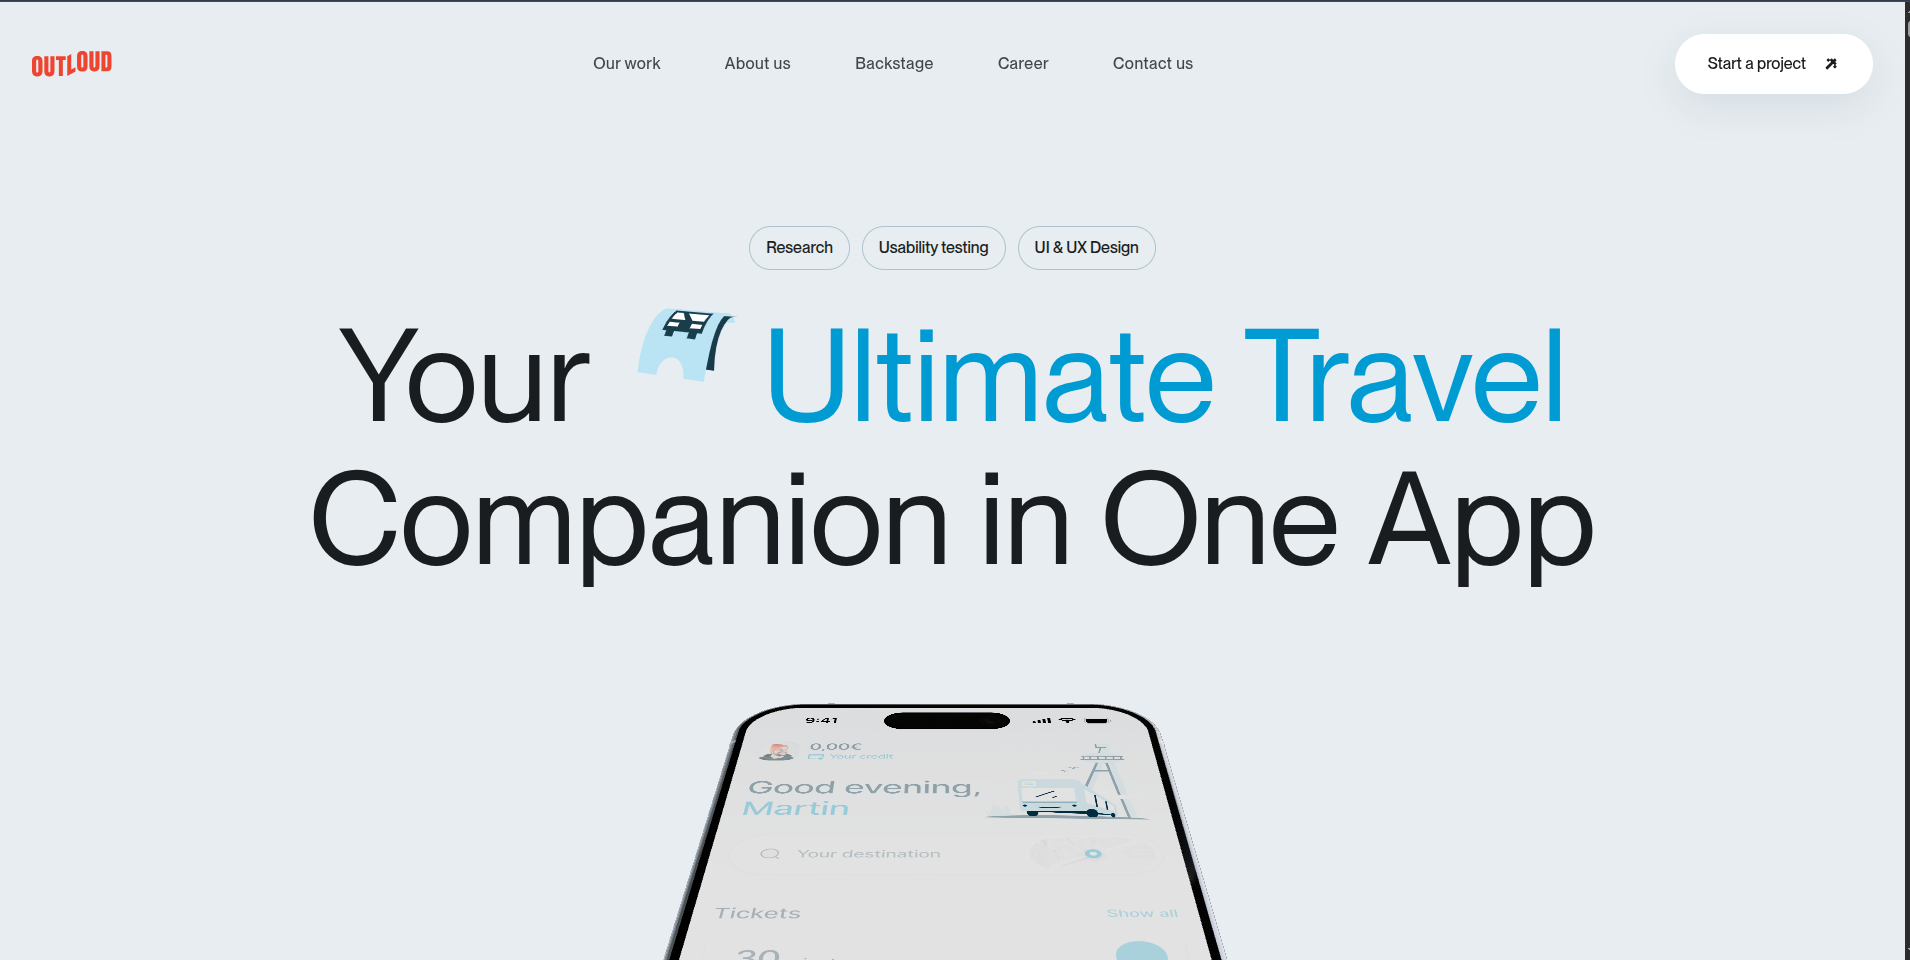 OUTLOUD
Our work
About us
Backstage
Career
Contact us
Start a project
Research
Usability testing
UI & UX Design
Your Ultimate Travel
Companion in One App
9:41
0,00€
Your credit
Good evening,
Martin
Your destination
Tickets
Show all
30